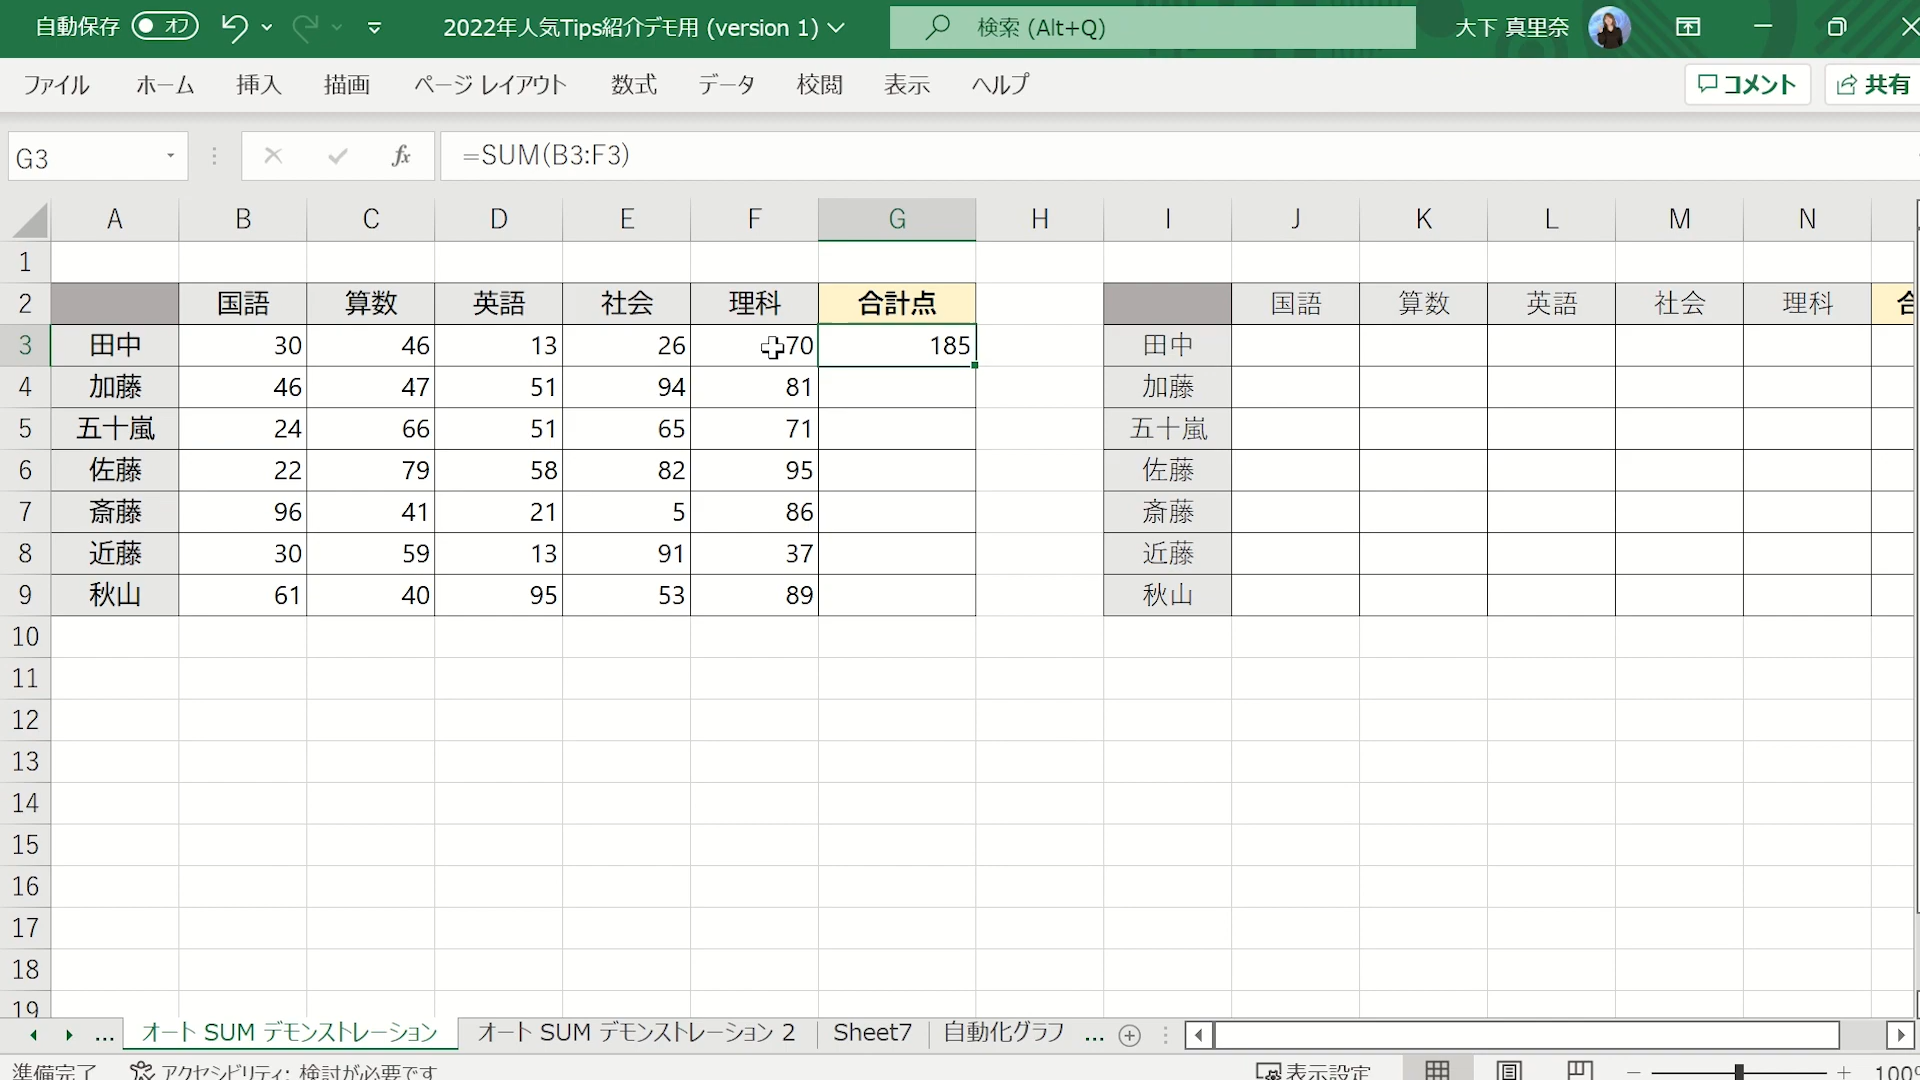 自動保存 オフ 2022年人気Tips紹介デモ用 (version 1) 検索 (Alt+Q) 大下 真里奈
ファイル ホーム 挿入 描画 ページ レイアウト 数式 データ 校閲 表示 ヘルプ コメント 共有
G3 fx =SUM(B3:F3)
A B C D E F G H I J K L M N
1
2 国語 算数 英語 社会 理科 合計点 国語 算数 英語 社会 理科 合
3 田中 30 46 13 26 70 185 田中
4 加藤 46 47 51 94 81 加藤
5 五十嵐 24 66 51 65 71 五十嵐
6 佐藤 22 79 58 82 95 佐藤
7 斎藤 96 41 21 5 86 斎藤
8 近藤 30 59 13 91 37 近藤
9 秋山 61 40 95 53 89 秋山
10
11
12
13
14
15
16
17
18
19
... オート SUM デモンストレーション オート SUM デモンストレーション 2 Sheet7 自動化グラフ ...
準備完了 アクセシビリティ: 検討が必要です 表示設定 100%